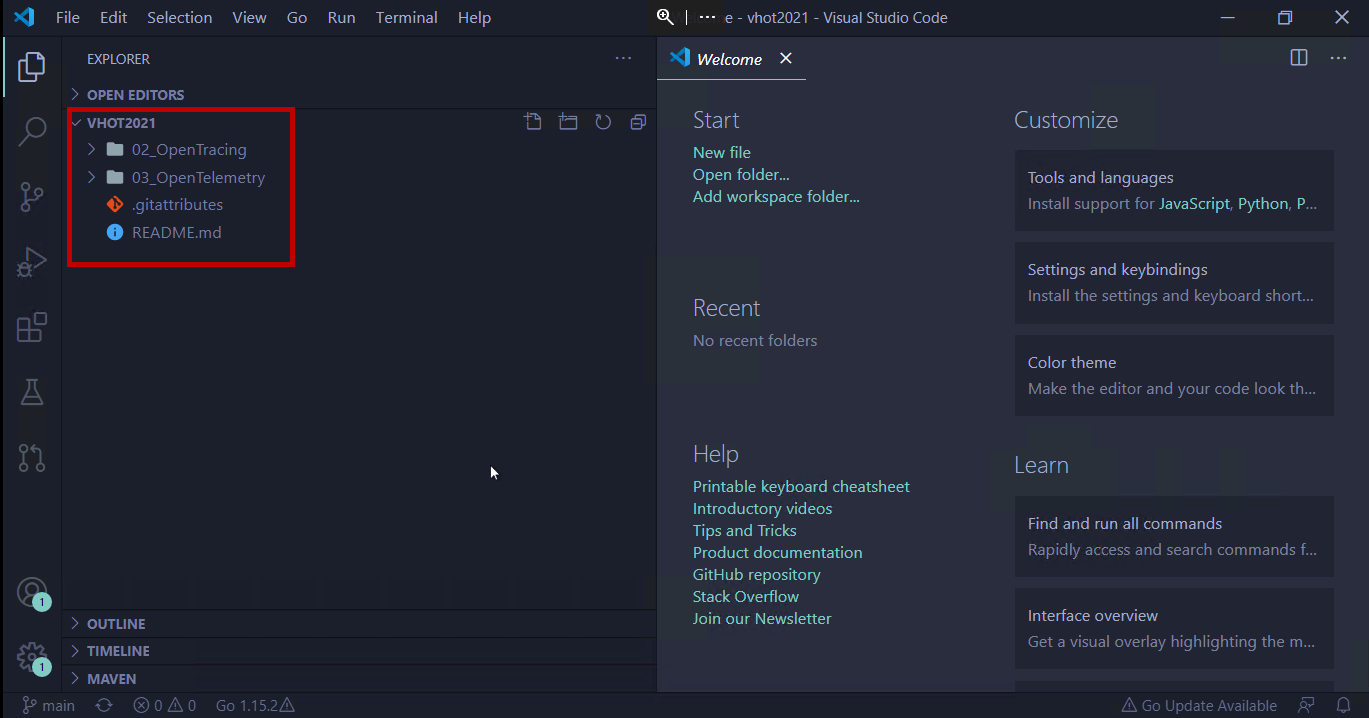 File Edit Selection View Go Run Terminal Help
e - vhot2021 - Visual Studio Code
EXPLORER
OPEN EDITORS
VHOT2021
02_OpenTracing
03_OpenTelemetry
.gitattributes
README.md
OUTLINE
TIMELINE
MAVEN
Welcome
Start
New file
Open folder...
Add workspace folder...
Recent
No recent folders
Help
Printable keyboard cheatsheet
Introductory videos
Tips and Tricks
Product documentation
GitHub repository
Stack Overflow
Join our Newsletter
Customize
Tools and languages
Install support for JavaScript, Python, P...
Settings and keybindings
Install the settings and keyboard short...
Color theme
Make the editor and your code look th...
Learn
Find and run all commands
Rapidly access and search commands f...
Interface overview
Get a visual overlay highlighting the m...
1
1
main 0 0 Go 1.15.2 Go Update Available